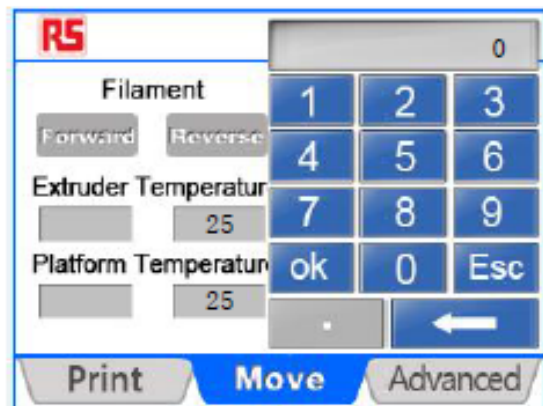 RS
0
Filament
1 2 3
Forward Reverse
4 5 6
Extruder Temperatur
25
7 8 9
Platform Temperature
25
ok 0 Esc
.
Print Move Advanced